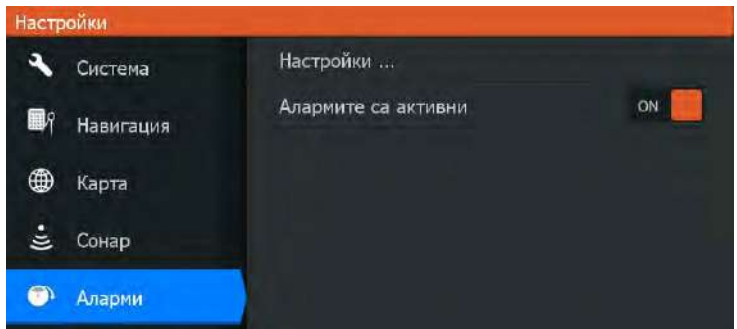 Настройки
Система
Навигация
Карта
Сонар
Аларми
Настройки ...
Алармите са активни
ON